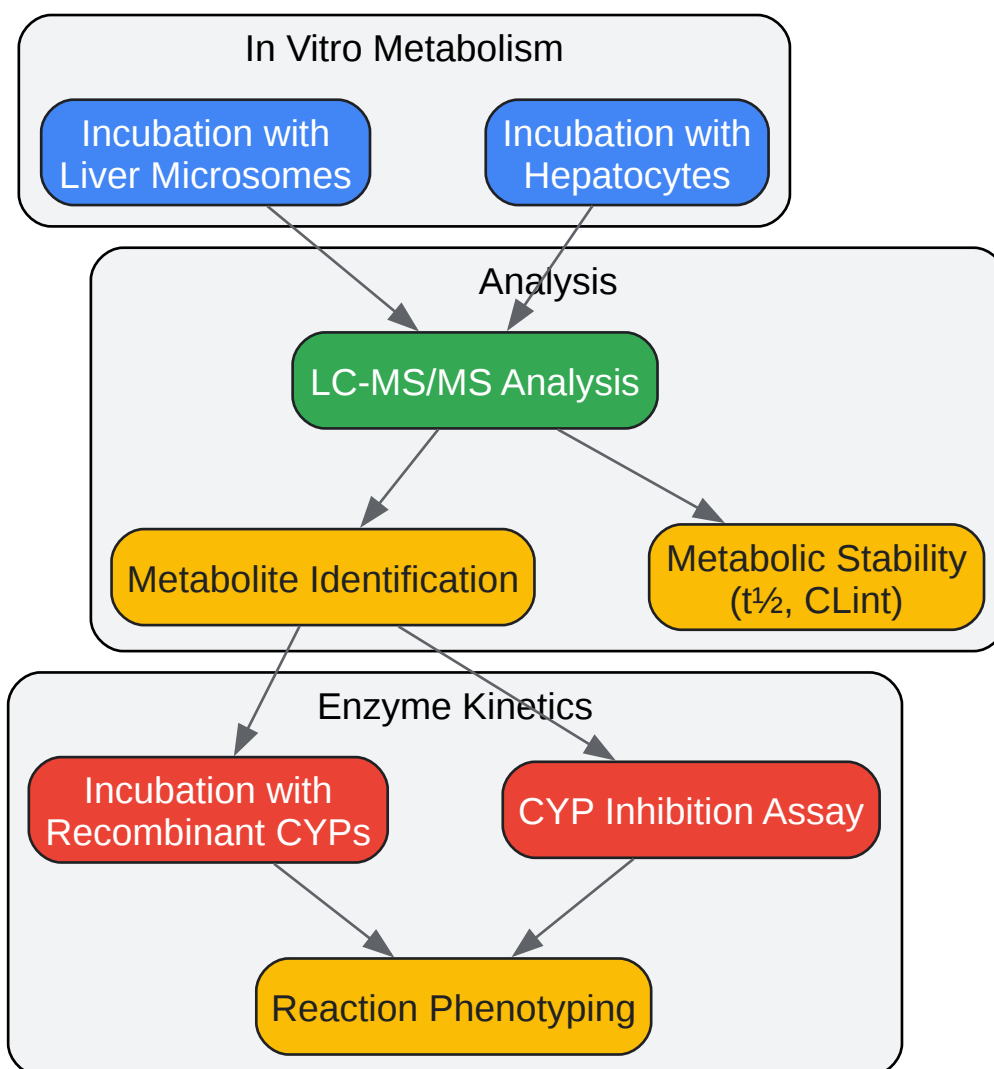 In Vitro Metabolism
Incubation with
Liver Microsomes
Incubation with
Hepatocytes
Analysis
LC-MS/MS Analysis
Metabolite Identification
Metabolic Stability
(t½, CLint)
Enzyme Kinetics
Incubation with
Recombinant CYPs
CYP Inhibition Assay
Reaction Phenotyping